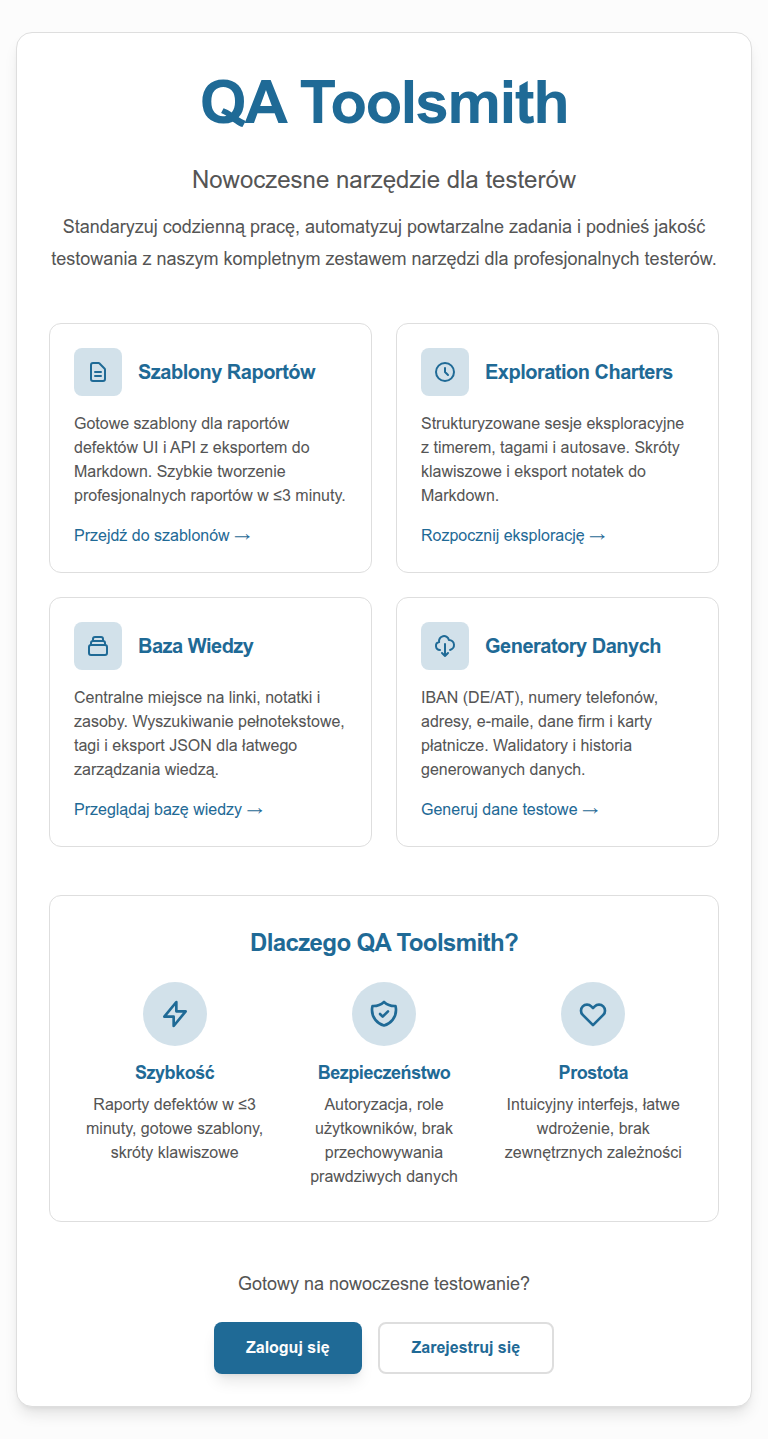 QA Toolsmith
Nowoczesne narzędzie dla testerów
Standaryzuj codzienną pracę, automatyzuj powtarzalne zadania i podnieś jakość
testowania z naszym kompletnym zestawem narzędzi dla profesjonalnych testerów.
Szablony Raportów
Gotowe szablony dla raportów
defektów UI i API z eksportem do
Markdown. Szybkie tworzenie
profesjonalnych raportów w ≤3 minuty.
Przejdź do szablonów →
Exploration Charters
Strukturyzowane sesje eksploracyjne
z timerem, tagami i autosave. Skróty
klawiszowe i eksport notatek do
Markdown.
Rozpocznij eksplorację →
Baza Wiedzy
Centralne miejsce na linki, notatki i
zasoby. Wyszukiwanie pełnotekstowe,
tagi i eksport JSON dla łatwego
zarządzania wiedzą.
Przeglądaj bazę wiedzy →
Generatory Danych
IBAN (DE/AT), numery telefonów,
adresy, e-maile, dane firm i karty
płatnicze. Walidatory i historia
generowanych danych.
Generuj dane testowe →
Dlaczego QA Toolsmith?
Szybkość
Raporty defektów w ≤3
minuty, gotowe szablony,
skróty klawiszowe
Bezpieczeństwo
Autoryzacja, role
użytkowników, brak
przechowywania
prawdziwych danych
Prostota
Intuicyjny interfejs, łatwe
wdrożenie, brak
zewnętrznych zależności
Gotowy na nowoczesne testowanie?
Zaloguj się
Zarejestruj się